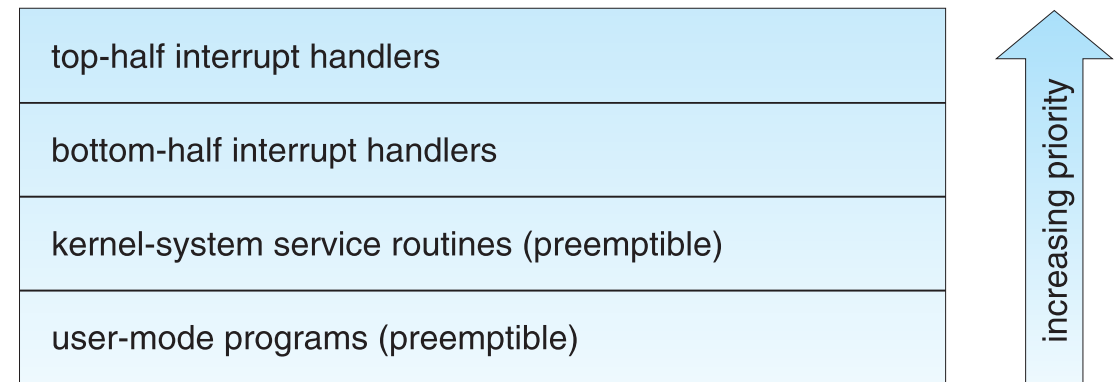 top-half interrupt handlers
bottom-half interrupt handlers
kernel-system service routines (preemptible)
user-mode programs (preemptible)
increasing priority